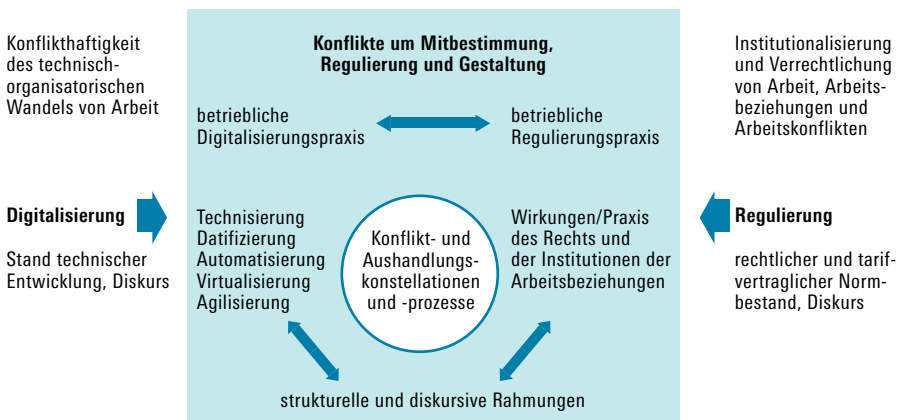 Konflikthaftigkeit
des technisch-
organisatorischen
Wandels von Arbeit
Digitalisierung
Stand technischer
Entwicklung, Diskurs
Konflikte um Mitbestimmung,
Regulierung und Gestaltung
betriebliche
Digitalisierungspraxis
betriebliche
Regulierungspraxis
Technisierung
Datifizierung
Automatisierung
Virtualisierung
Agilisierung
Konflikt- und
Aushandlungs-
konstellationen
und -prozesse
Wirkungen/Praxis
des Rechts und
der Institutionen der
Arbeitsbeziehungen
strukturelle und diskursive Rahmungen
Institutionalisierung
und Verrechtlichung
von Arbeit, Arbeits-
beziehungen und
Arbeitskonflikten
Regulierung
rechtlicher und tarif-
vertraglicher Norm-
bestand, Diskurs